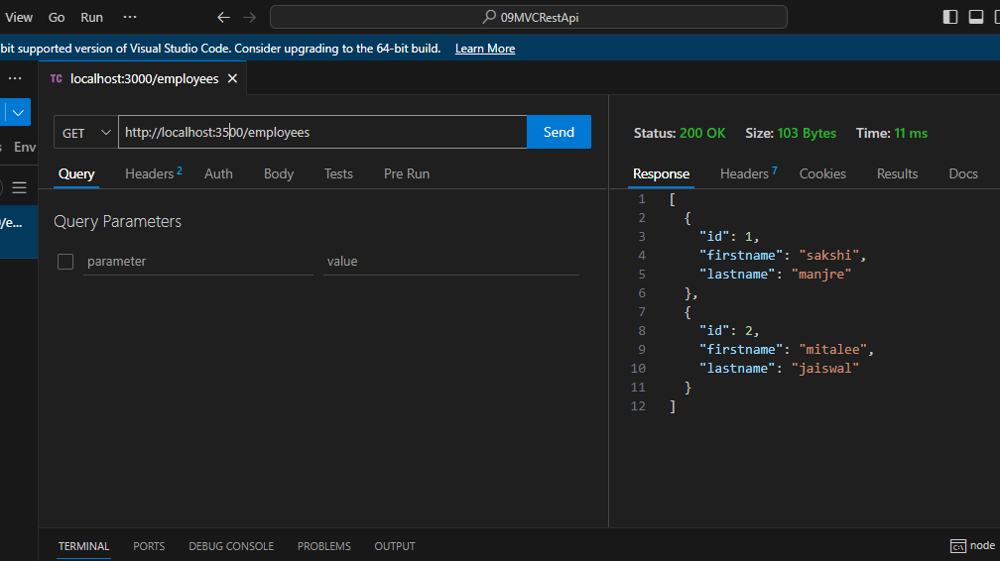 View Go Run ··· ← → 09MVCRestApi
bit supported version of Visual Studio Code. Consider upgrading to the 64-bit build. Learn More
··· TC localhost:3000/employees ×
GET http://localhost:3500/employees Send
Status: 200 OK Size: 103 Bytes Time: 11 ms
s Env
Query Headers 2 Auth Body Tests Pre Run
Response Headers 7 Cookies Results Docs
/e...
Query Parameters
parameter value
1 [
2 {
3 "id": 1,
4 "firstname": "sakshi",
5 "lastname": "manjre"
6 },
7 {
8 "id": 2,
9 "firstname": "mitalee",
10 "lastname": "jaiswal"
11 }
12 ]
TERMINAL PORTS DEBUG CONSOLE PROBLEMS OUTPUT node